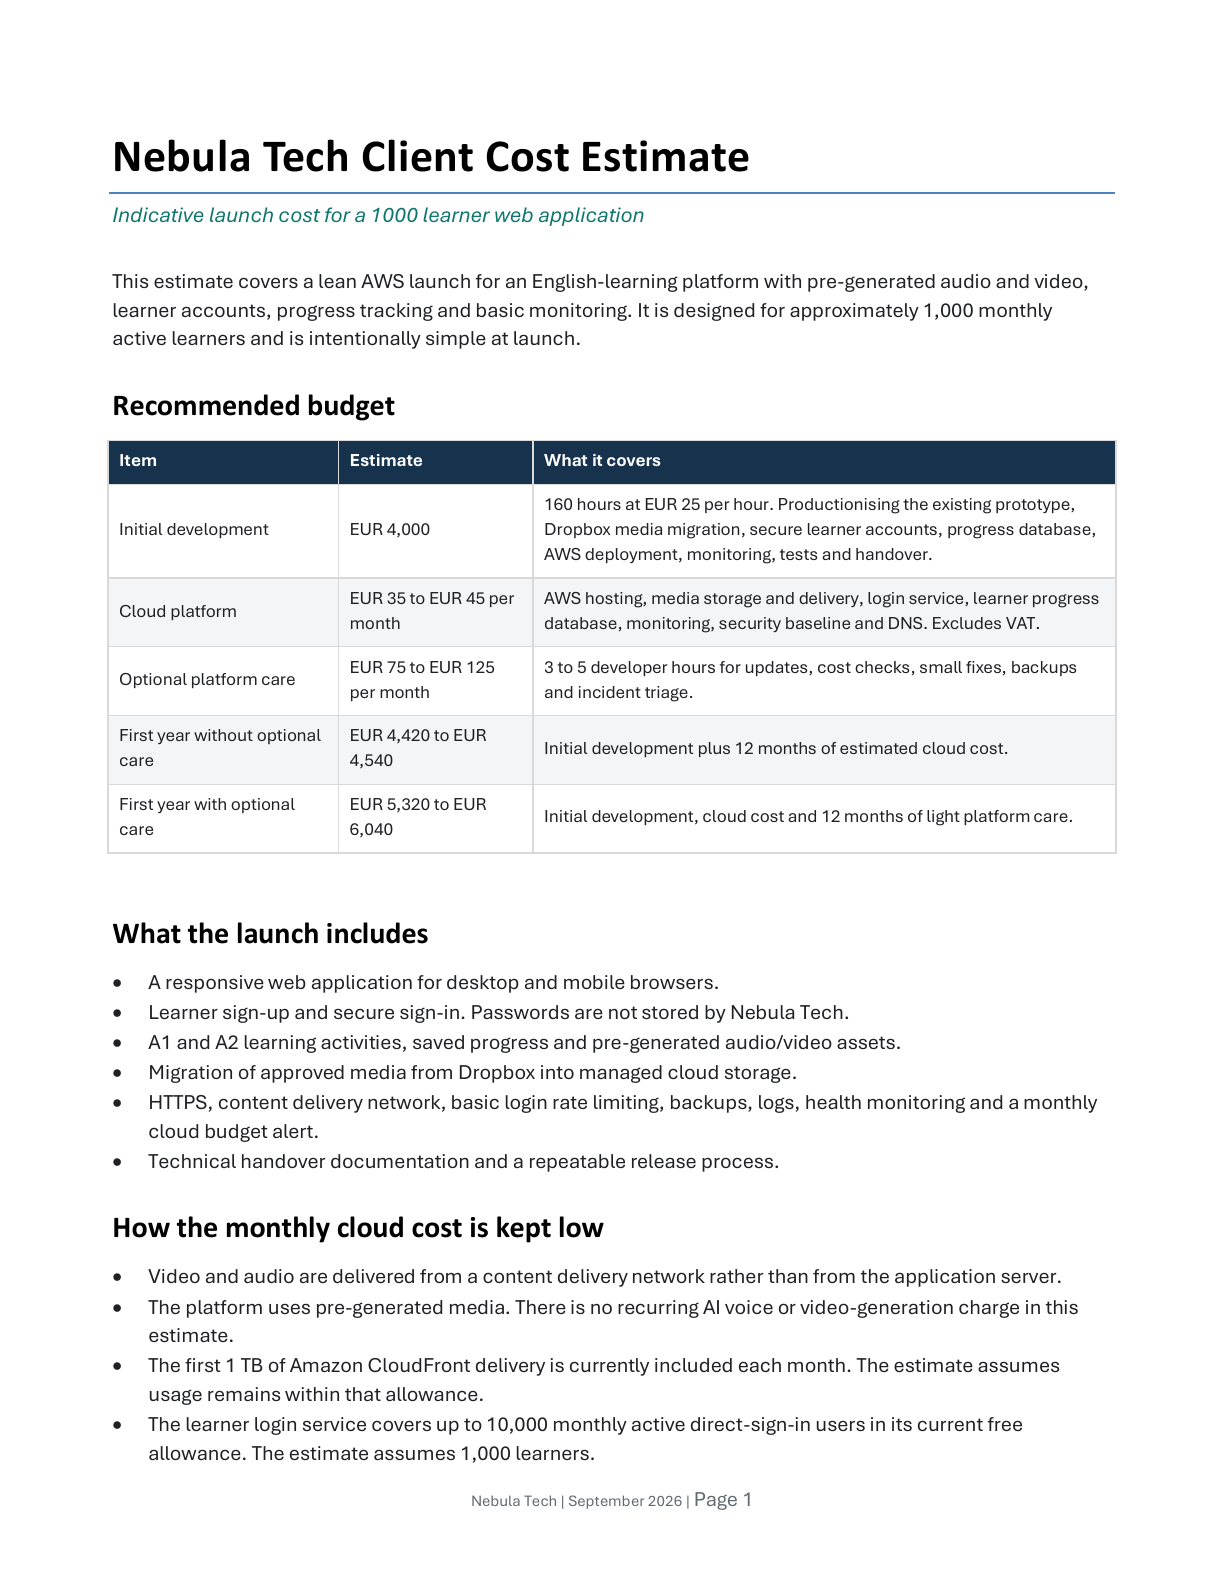 Nebula Tech Client Cost Estimate
Indicative launch cost for a 1000 learner web application
This estimate covers a lean AWS launch for an English-learning platform with pre-generated audio and video,
learner accounts, progress tracking and basic monitoring. It is designed for approximately 1,000 monthly
active learners and is intentionally simple at launch.
Recommended budget
Item
Estimate
What it covers
Initial development
EUR 4,000
160 hours at EUR 25 per hour. Productionising the existing prototype,
Dropbox media migration, secure learner accounts, progress database,
AWS deployment, monitoring, tests and handover.
Cloud platform
EUR 35 to EUR 45 per
month
AWS hosting, media storage and delivery, login service, learner progress
database, monitoring, security baseline and DNS. Excludes VAT.
Optional platform care
EUR 75 to EUR 125
per month
3 to 5 developer hours for updates, cost checks, small fixes, backups
and incident triage.
First year without optional
care
EUR 4,420 to EUR
4,540
Initial development plus 12 months of estimated cloud cost.
First year with optional
care
EUR 5,320 to EUR
6,040
Initial development, cloud cost and 12 months of light platform care.
What the launch includes
• A responsive web application for desktop and mobile browsers.
• Learner sign-up and secure sign-in. Passwords are not stored by Nebula Tech.
• A1 and A2 learning activities, saved progress and pre-generated audio/video assets.
• Migration of approved media from Dropbox into managed cloud storage.
• HTTPS, content delivery network, basic login rate limiting, backups, logs, health monitoring and a monthly
cloud budget alert.
• Technical handover documentation and a repeatable release process.
How the monthly cloud cost is kept low
• Video and audio are delivered from a content delivery network rather than from the application server.
• The platform uses pre-generated media. There is no recurring AI voice or video-generation charge in this
estimate.
• The first 1 TB of Amazon CloudFront delivery is currently included each month. The estimate assumes
usage remains within that allowance.
• The learner login service covers up to 10,000 monthly active direct-sign-in users in its current free
allowance. The estimate assumes 1,000 learners.
Nebula Tech | September 2026 | Page 1